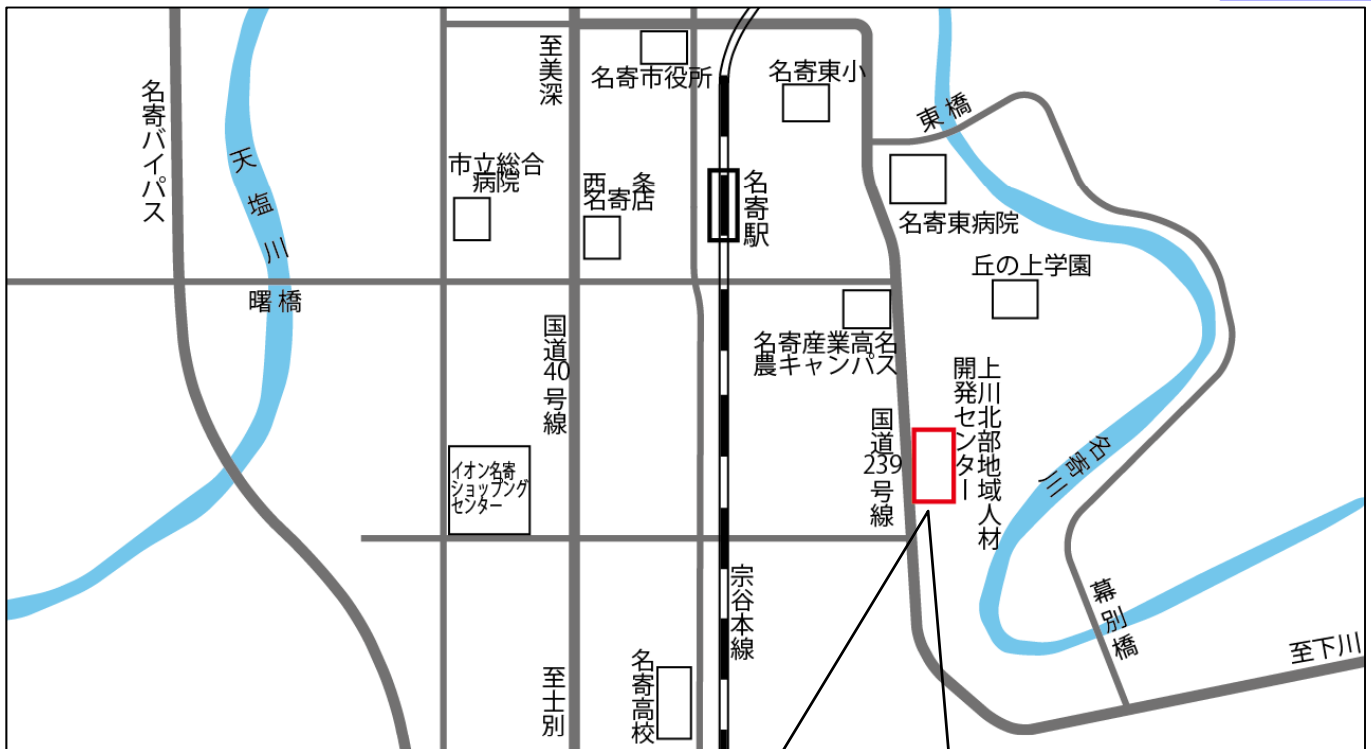 至美深
名寄市役所
名寄東小
名寄バイパス
東橋
天塩川
市立総合
病院
西條
名寄店
名寄駅
名寄東病院
丘の上学園
曙橋
国道40号線
名寄産業高名
農キャンパス
上川北部地域人材
開発センター
国道239号線
名寄川
イオン名寄
ショッピング
センター
宗谷本線
幕別橋
至下川
名寄高校
至士別